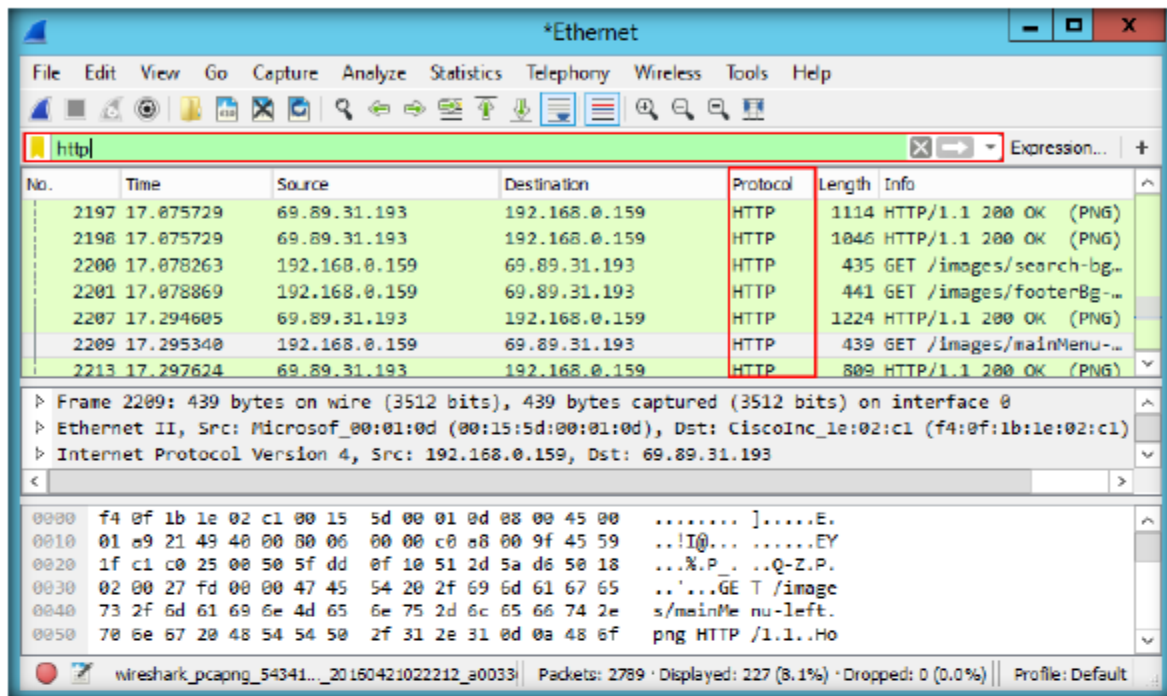 *Ethernet
File Edit View Go Capture Analyze Statistics Telephony Wireless Tools Help
http
Expression... +
No. Time Source Destination Protocol Length Info
2197 17.075729 69.89.31.193 192.168.0.159 HTTP 1114 HTTP/1.1 200 OK (PNG)
2198 17.075729 69.89.31.193 192.168.0.159 HTTP 1046 HTTP/1.1 200 OK (PNG)
2200 17.078263 192.168.0.159 69.89.31.193 HTTP 435 GET /images/search-bg…
2201 17.078869 192.168.0.159 69.89.31.193 HTTP 441 GET /images/footerBg-…
2207 17.294605 69.89.31.193 192.168.0.159 HTTP 1224 HTTP/1.1 200 OK (PNG)
2209 17.295340 192.168.0.159 69.89.31.193 HTTP 439 GET /images/mainMenu-…
2213 17.297624 69.89.31.193 192.168.0.159 HTTP 809 HTTP/1.1 200 OK (PNG)
Frame 2209: 439 bytes on wire (3512 bits), 439 bytes captured (3512 bits) on interface 0
Ethernet II, Src: Microsof_00:01:0d (00:15:5d:00:01:0d), Dst: CiscoInc_1e:02:c1 (f4:0f:1b:1e:02:c1)
Internet Protocol Version 4, Src: 192.168.0.159, Dst: 69.89.31.193
0000 f4 0f 1b 1e 02 c1 00 15 5d 00 01 0d 08 00 45 00 ........ ].....E.
0010 01 a9 21 49 40 00 80 06 00 00 c0 a8 00 9f 45 59 ..!I@... ......EY
0020 1f c1 c0 25 00 50 5f dd 0f 10 51 2d 5a d6 50 18 ...%.P_. ..Q-Z.P.
0030 02 00 27 fd 00 00 47 45 54 20 2f 69 6d 61 67 65 ..'...GE T /image
0040 73 2f 6d 61 69 6e 4d 65 6e 75 2d 6c 65 66 74 2e s/mainMe nu-left.
0050 70 6e 67 20 48 54 54 50 2f 31 2e 31 0d 0a 48 6f png HTTP /1.1..Ho
wireshark_pcapng_54341..._20160421022212_a0033 Packets: 2789 · Displayed: 227 (8.1%) · Dropped: 0 (0.0%) Profile: Default